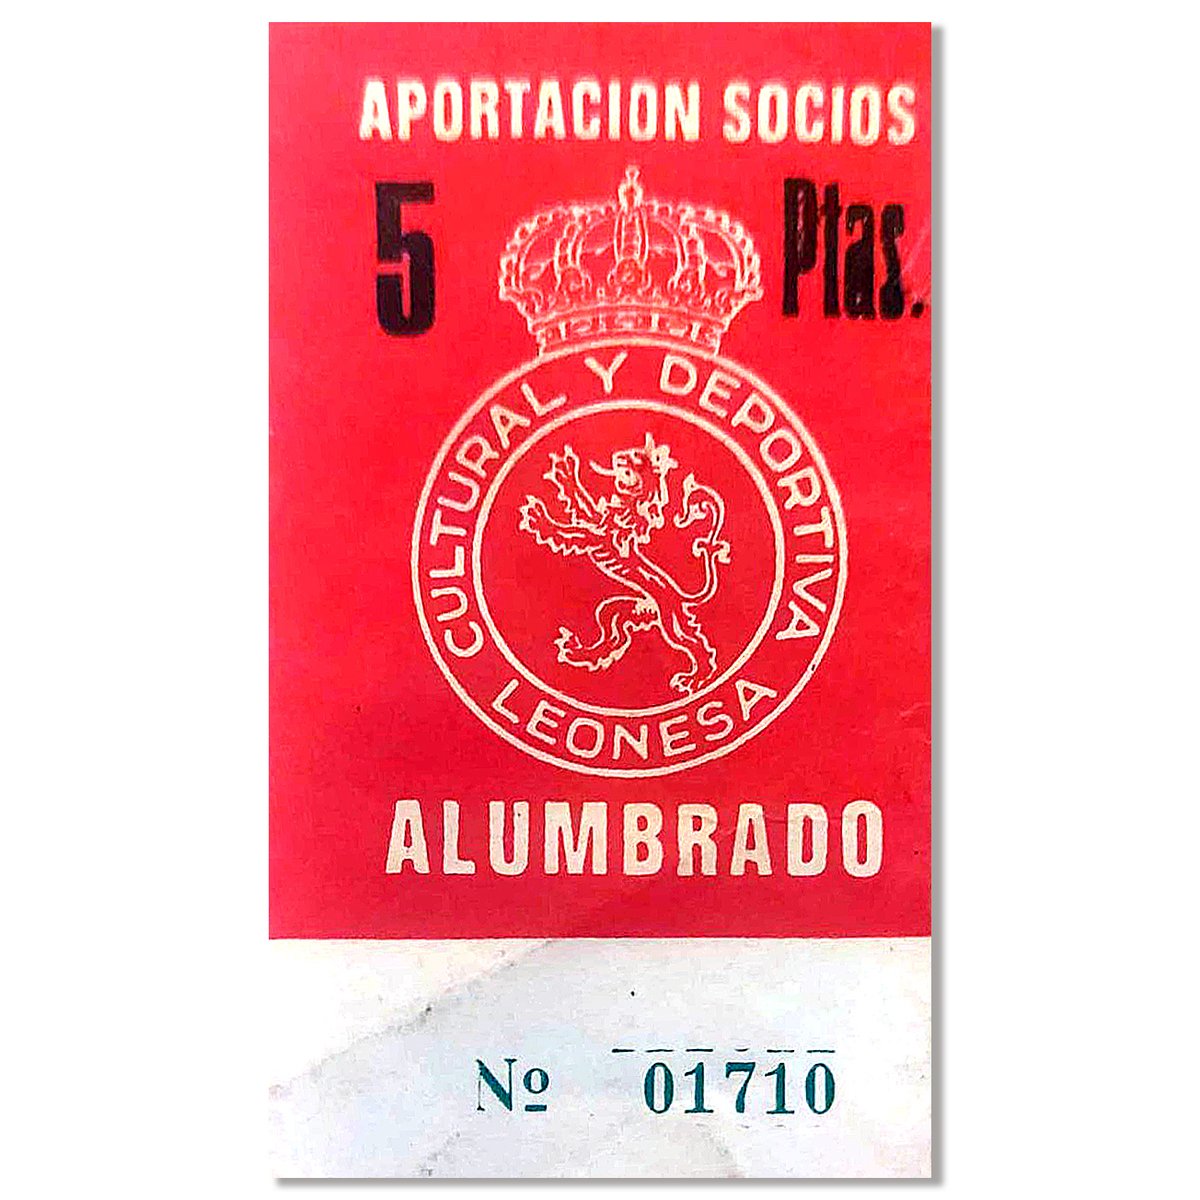 APORTACION SOCIOS
5 Ptas.
CULTURAL Y DEPORTIVA
LEONESA
ALUMBRADO
Nº 01710